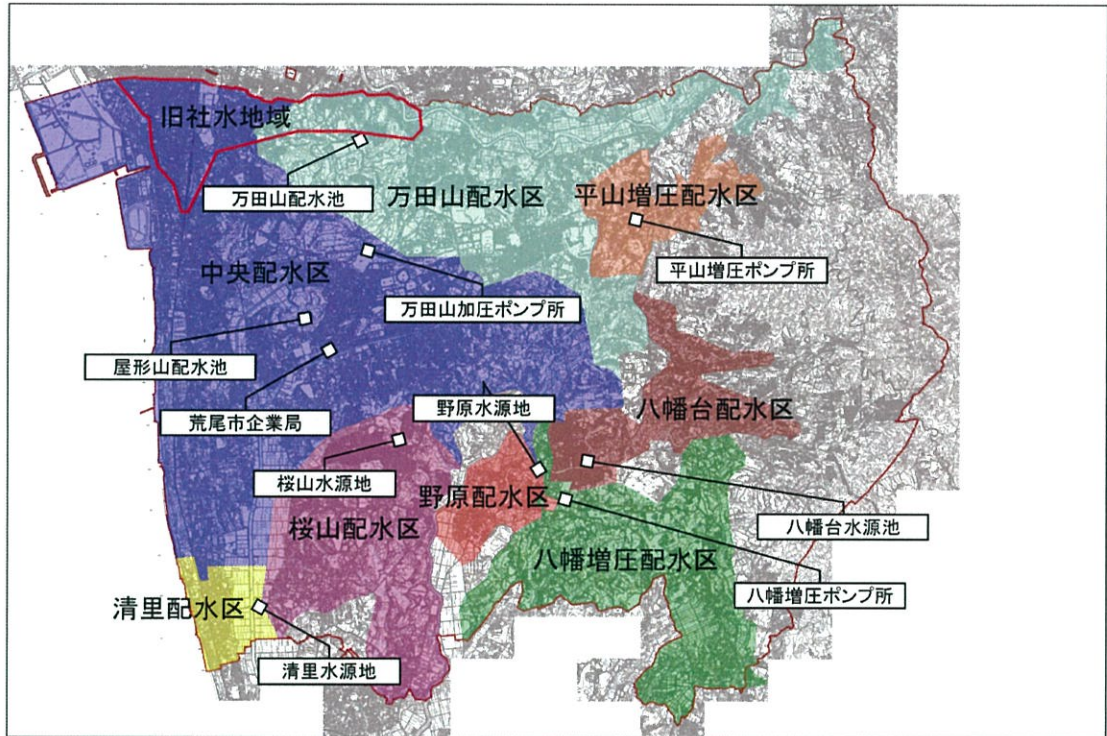 旧社水地域
万田山配水池
万田山配水区
平山増圧配水区
平山増圧ポンプ所
中央配水区
万田山加圧ポンプ所
屋形山配水池
荒尾市企業局
野原水源地
八幡台配水区
桜山水源地
野原配水区
桜山配水区
八幡台水源池
八幡増圧配水区
八幡増圧ポンプ所
清里配水区
清里水源地